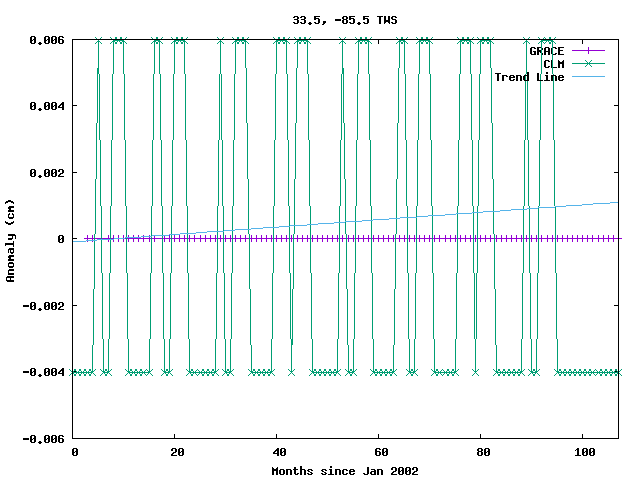 33.5, -85.5 TWS
0.006
GRACE
CLM
Trend Line
0.004
0.002
0
-0.002
-0.004
-0.006
Anomaly (cm)
0 20 40 60 80 100
Months since Jan 2002